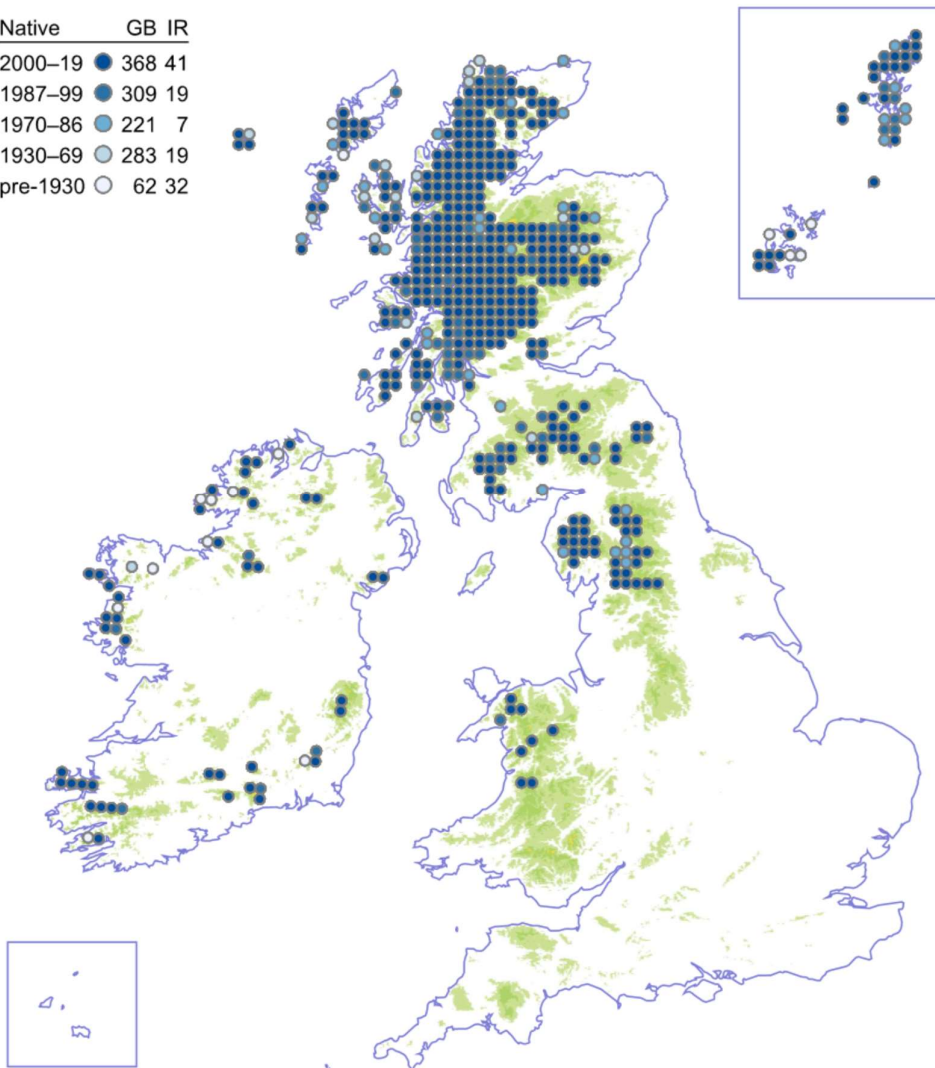 Native GB IR
2000–19 368 41
1987–99 309 19
1970–86 221 7
1930–69 283 19
pre-1930 62 32